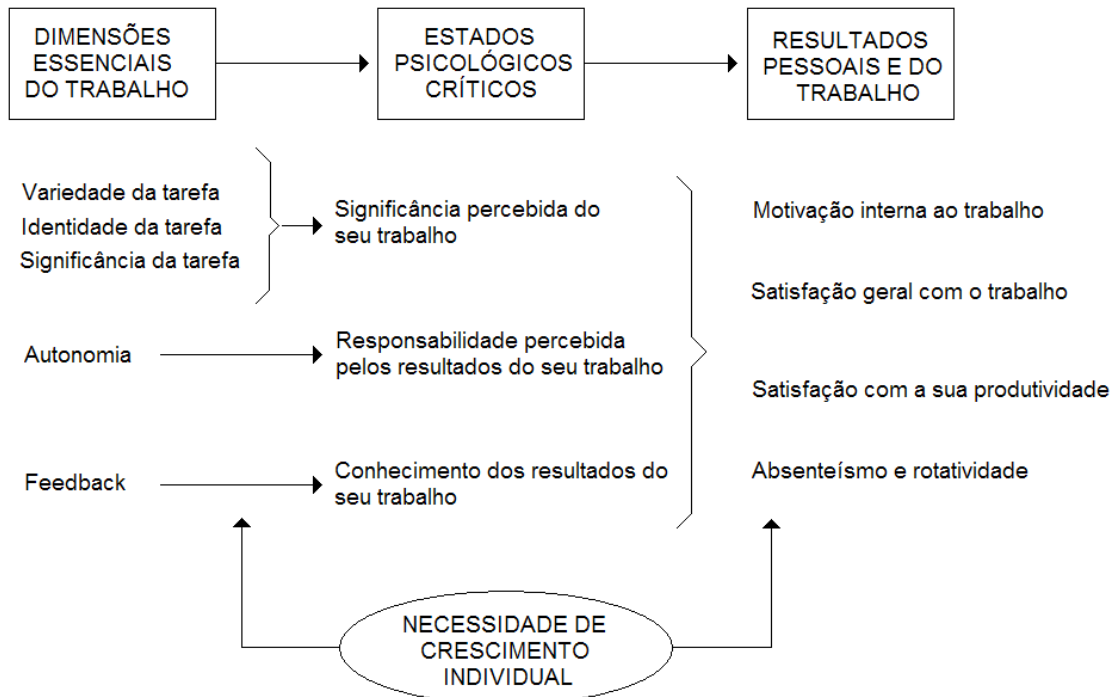 DIMENSÕES
ESSENCIAIS
DO TRABALHO
ESTADOS
PSICOLÓGICOS
CRÍTICOS
RESULTADOS
PESSOAIS E DO
TRABALHO
Variedade da tarefa
Identidade da tarefa
Significância da tarefa
Significância percebida do
seu trabalho
Motivação interna ao trabalho
Satisfação geral com o trabalho
Autonomia
Responsabilidade percebida
pelos resultados do seu trabalho
Satisfação com a sua produtividade
Feedback
Conhecimento dos resultados do
seu trabalho
Absenteísmo e rotatividade
NECESSIDADE DE
CRESCIMENTO
INDIVIDUAL